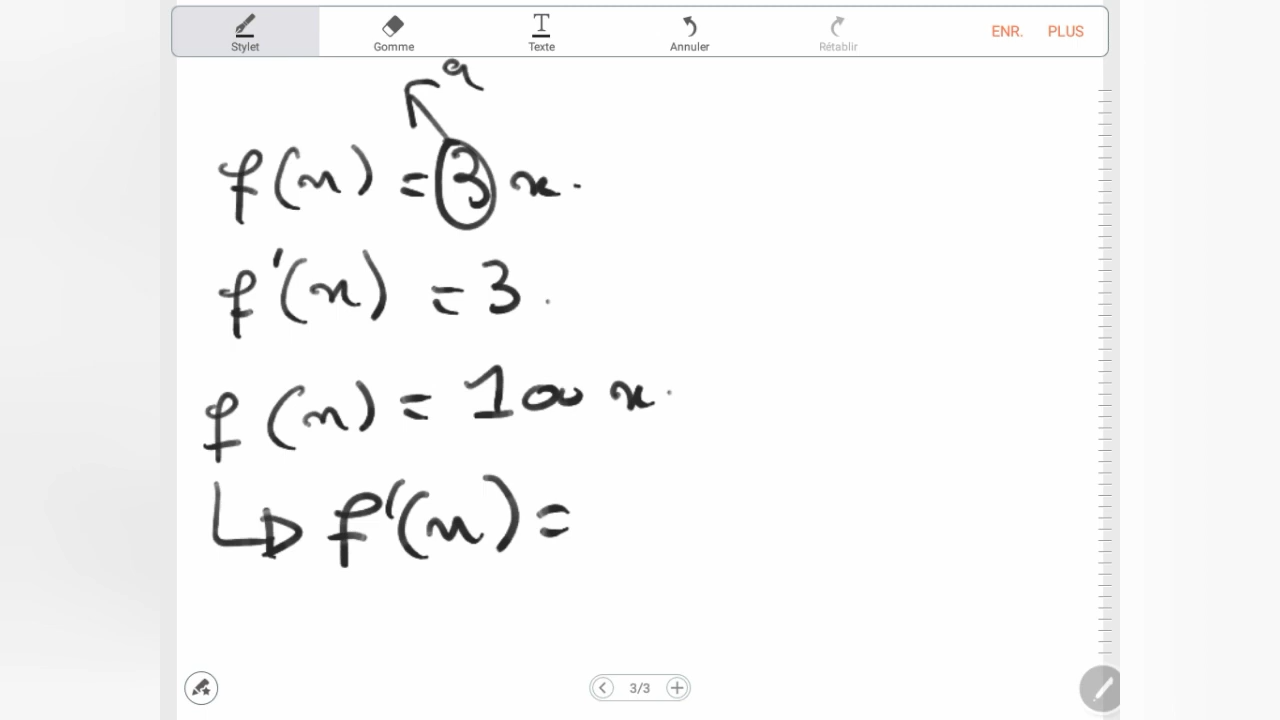 Stylet Gomme Texte Annuler Rétablir ENR. PLUS
a
f(x) = 3x.
f'(x) = 3.
f(x) = 100x.
↳ f'(x) =
3/3